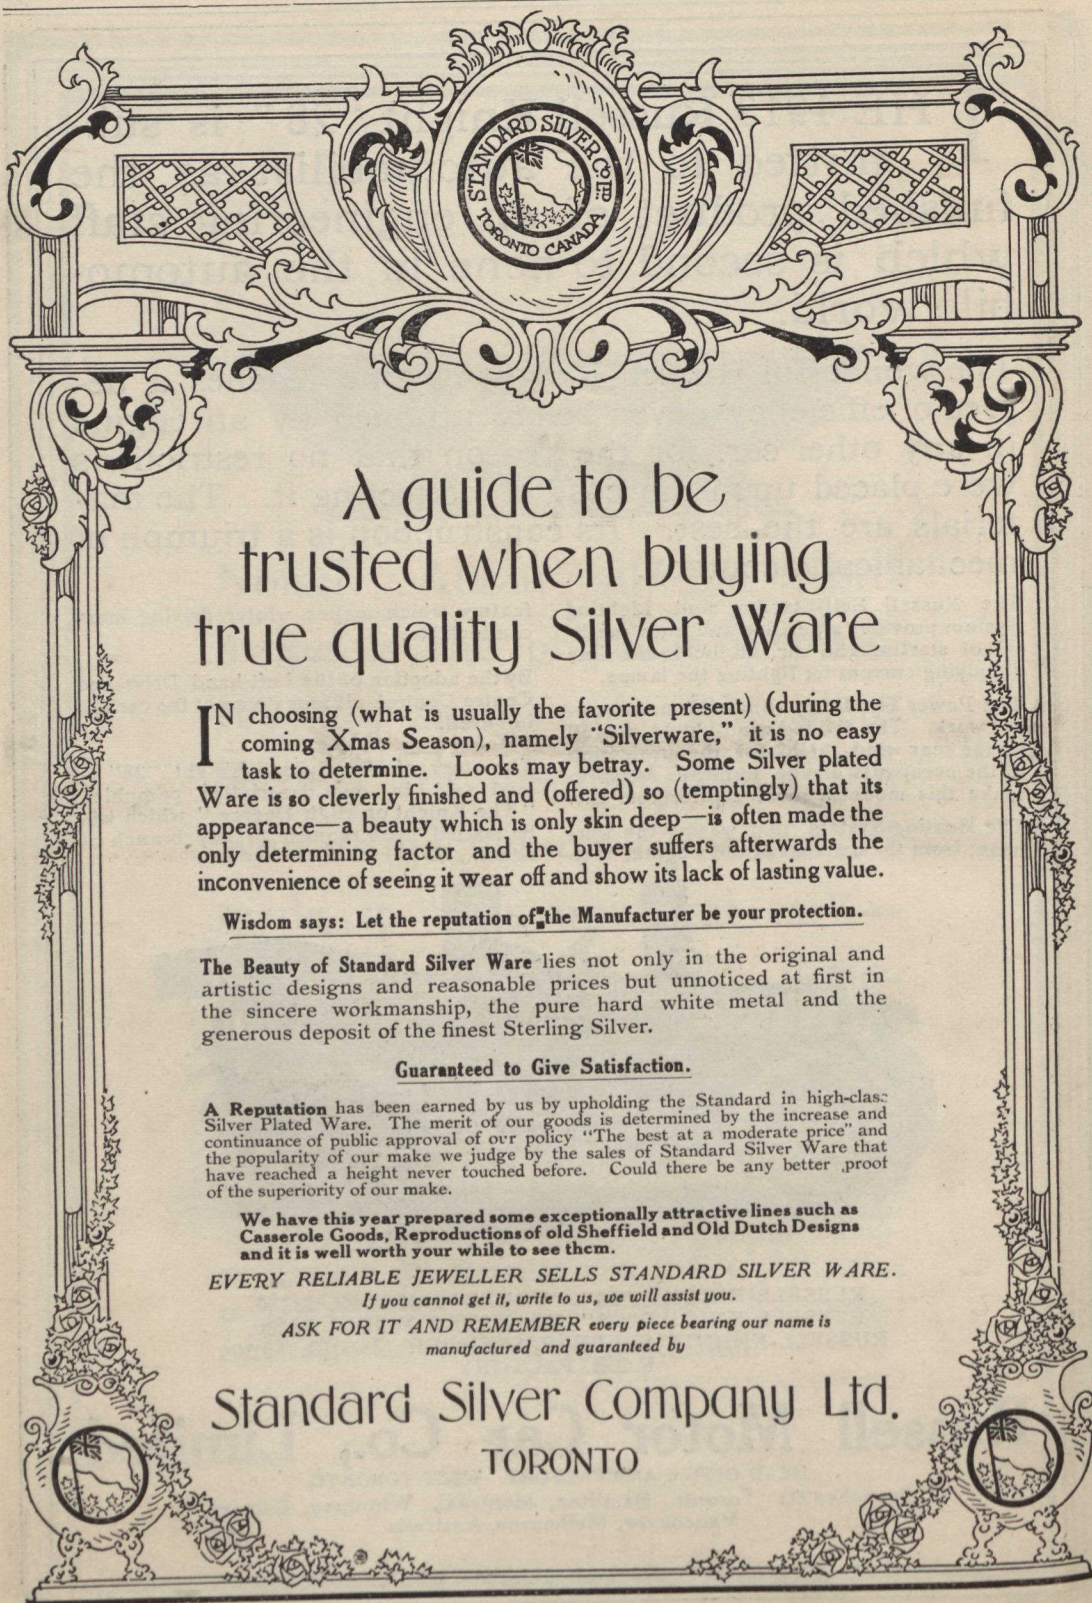 STANDARD SILVER CO. LTD.
TORONTO CANADA
A guide to be
trusted when buying
true quality Silver Ware
IN choosing (what is usually the favorite present) (during the
coming Xmas Season), namely "Silverware," it is no easy
task to determine. Looks may betray. Some Silver plated
Ware is so cleverly finished and (offered) so (temptingly) that its
appearance—a beauty which is only skin deep—is often made the
only determining factor and the buyer suffers afterwards the
inconvenience of seeing it wear off and show its lack of lasting value.
Wisdom says: Let the reputation of the Manufacturer be your protection.
The Beauty of Standard Silver Ware lies not only in the original and
artistic designs and reasonable prices but unnoticed at first in
the sincere workmanship, the pure hard white metal and the
generous deposit of the finest Sterling Silver.
Guaranteed to Give Satisfaction.
A Reputation has been earned by us by upholding the Standard in high-class
Silver Plated Ware. The merit of our goods is determined by the increase and
continuance of public approval of our policy "The best at a moderate price" and
the popularity of our make we judge by the sales of Standard Silver Ware that
have reached a height never touched before. Could there be any better proof
of the superiority of our make.
We have this year prepared some exceptionally attractive lines such as
Casserole Goods, Reproductions of old Sheffield and Old Dutch Designs
and it is well worth your while to see them.
EVERY RELIABLE JEWELLER SELLS STANDARD SILVER WARE.
If you cannot get it, write to us, we will assist you.
ASK FOR IT AND REMEMBER every piece bearing our name is
manufactured and guaranteed by
Standard Silver Company Ltd.
TORONTO